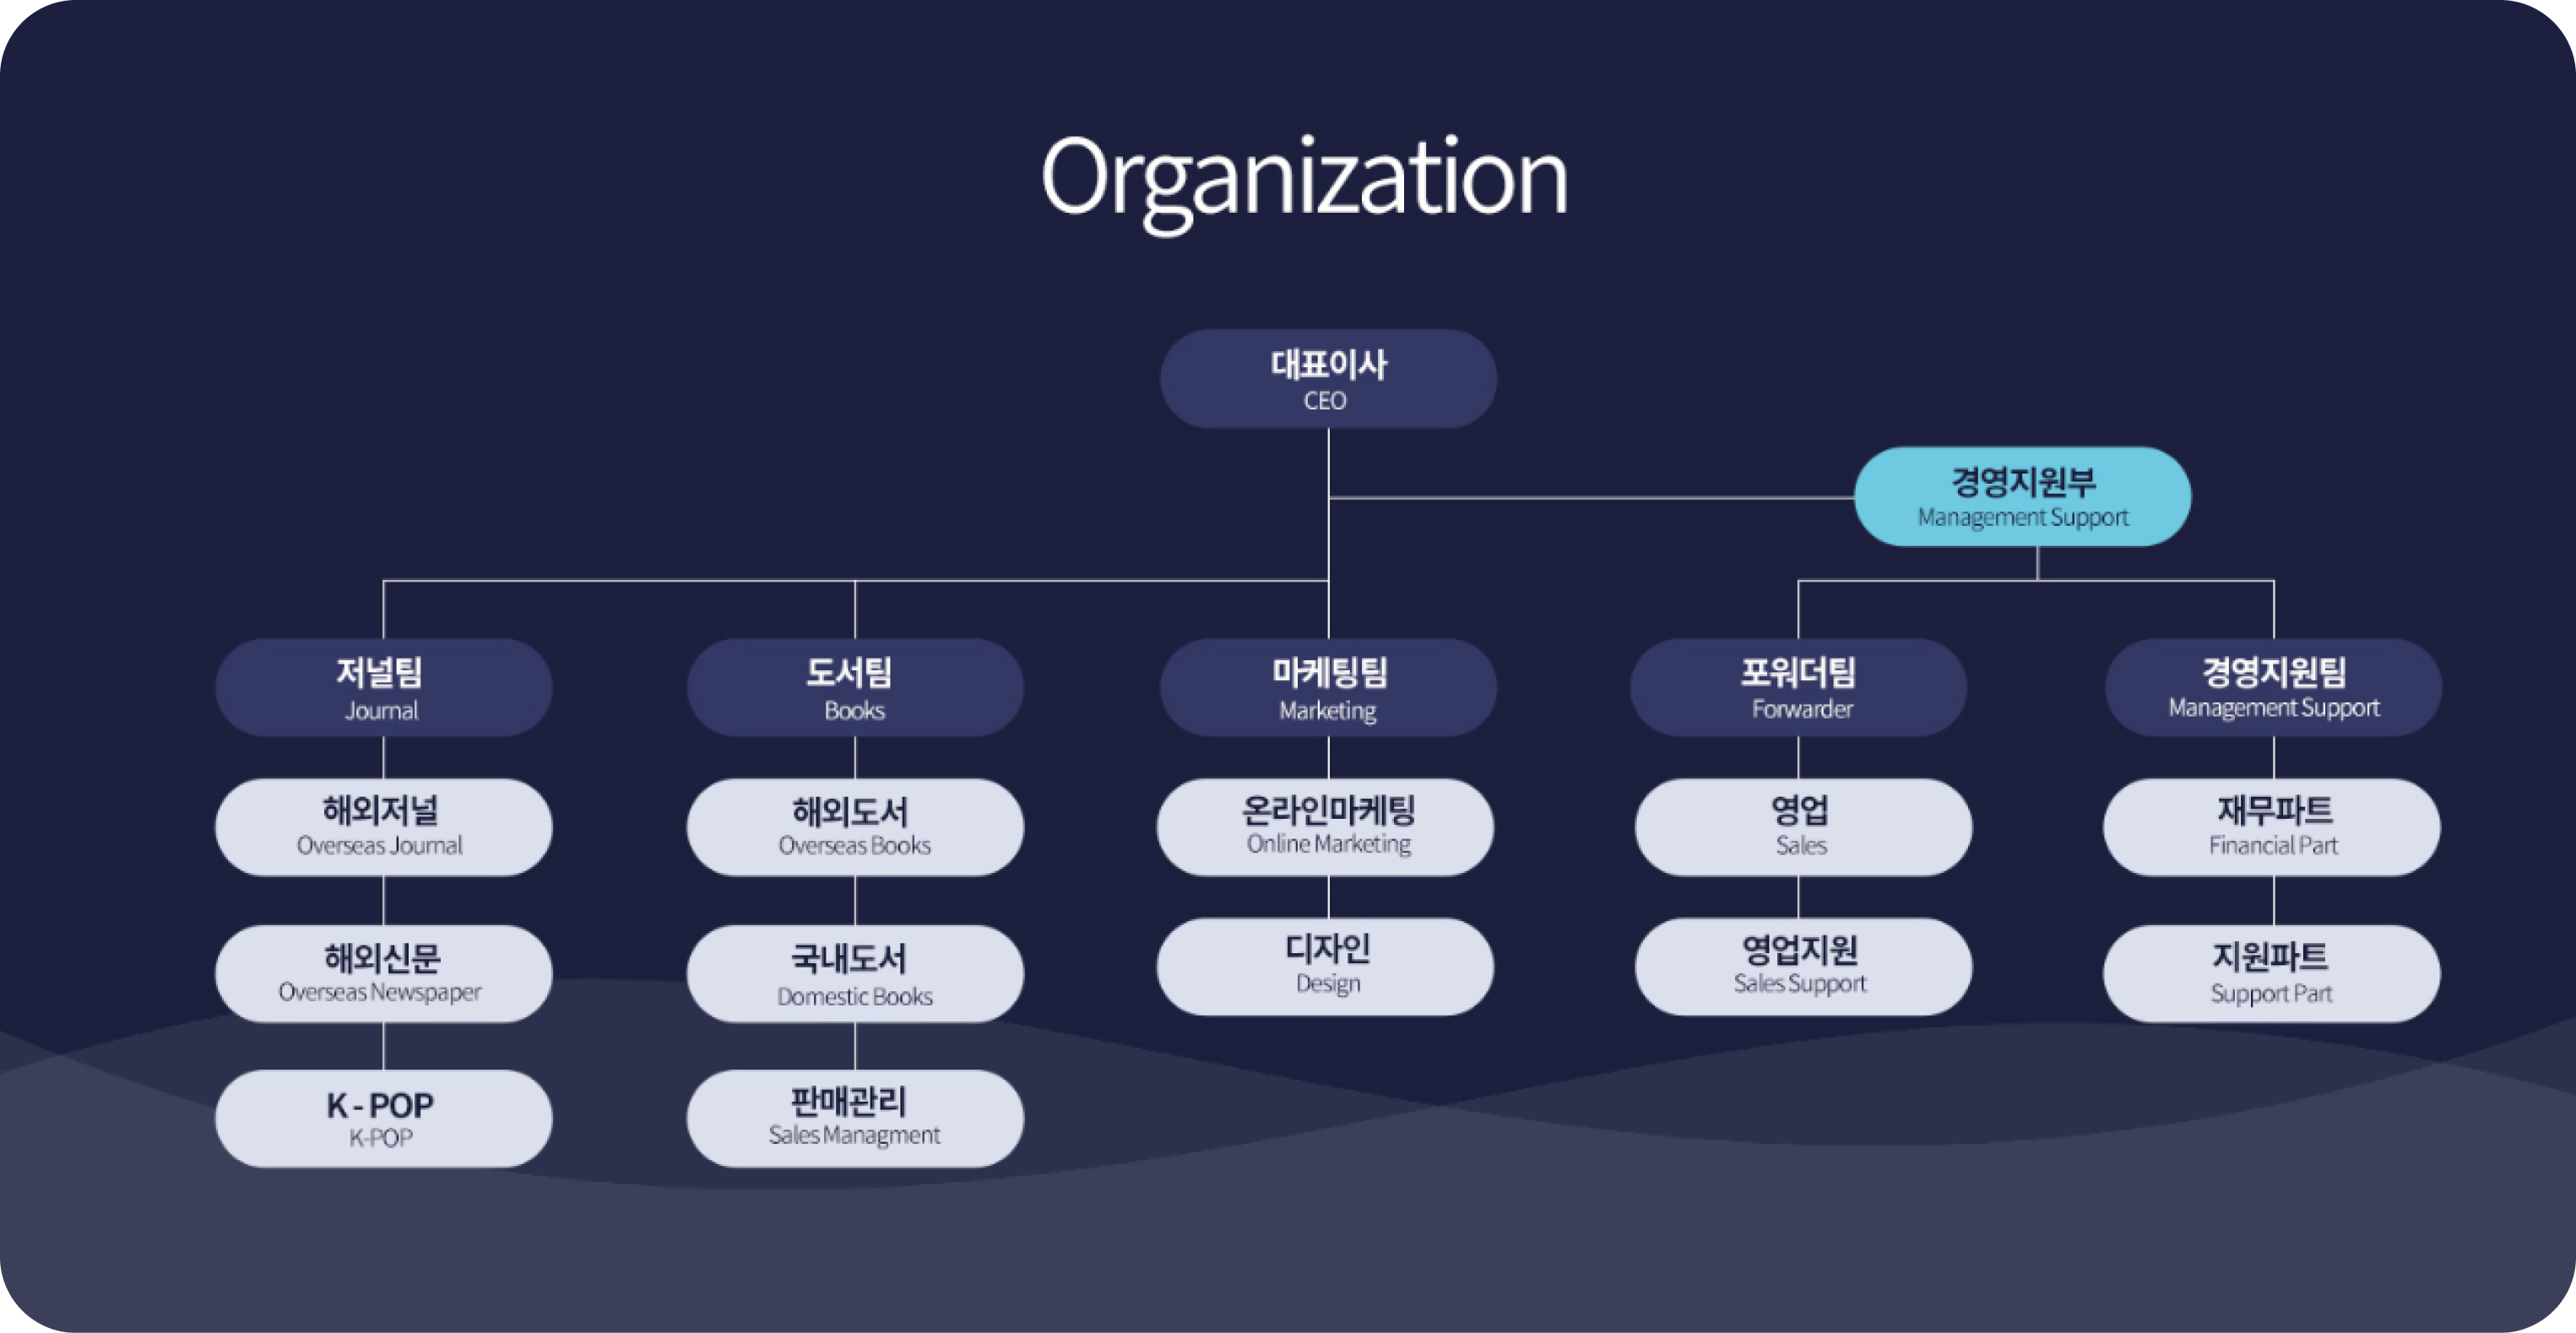 Organization
대표이사
CEO
경영지원부
Management Support
저널팀
Journal
도서팀
Books
마케팅팀
Marketing
포워더팀
Forwarder
경영지원팀
Management Support
해외저널
Overseas Journal
해외도서
Overseas Books
온라인마케팅
Online Marketing
영업
Sales
재무파트
Financial Part
해외신문
Overseas Newspaper
국내도서
Domestic Books
디자인
Design
영업지원
Sales Support
지원파트
Support Part
K - POP
K-POP
판매관리
Sales Managment